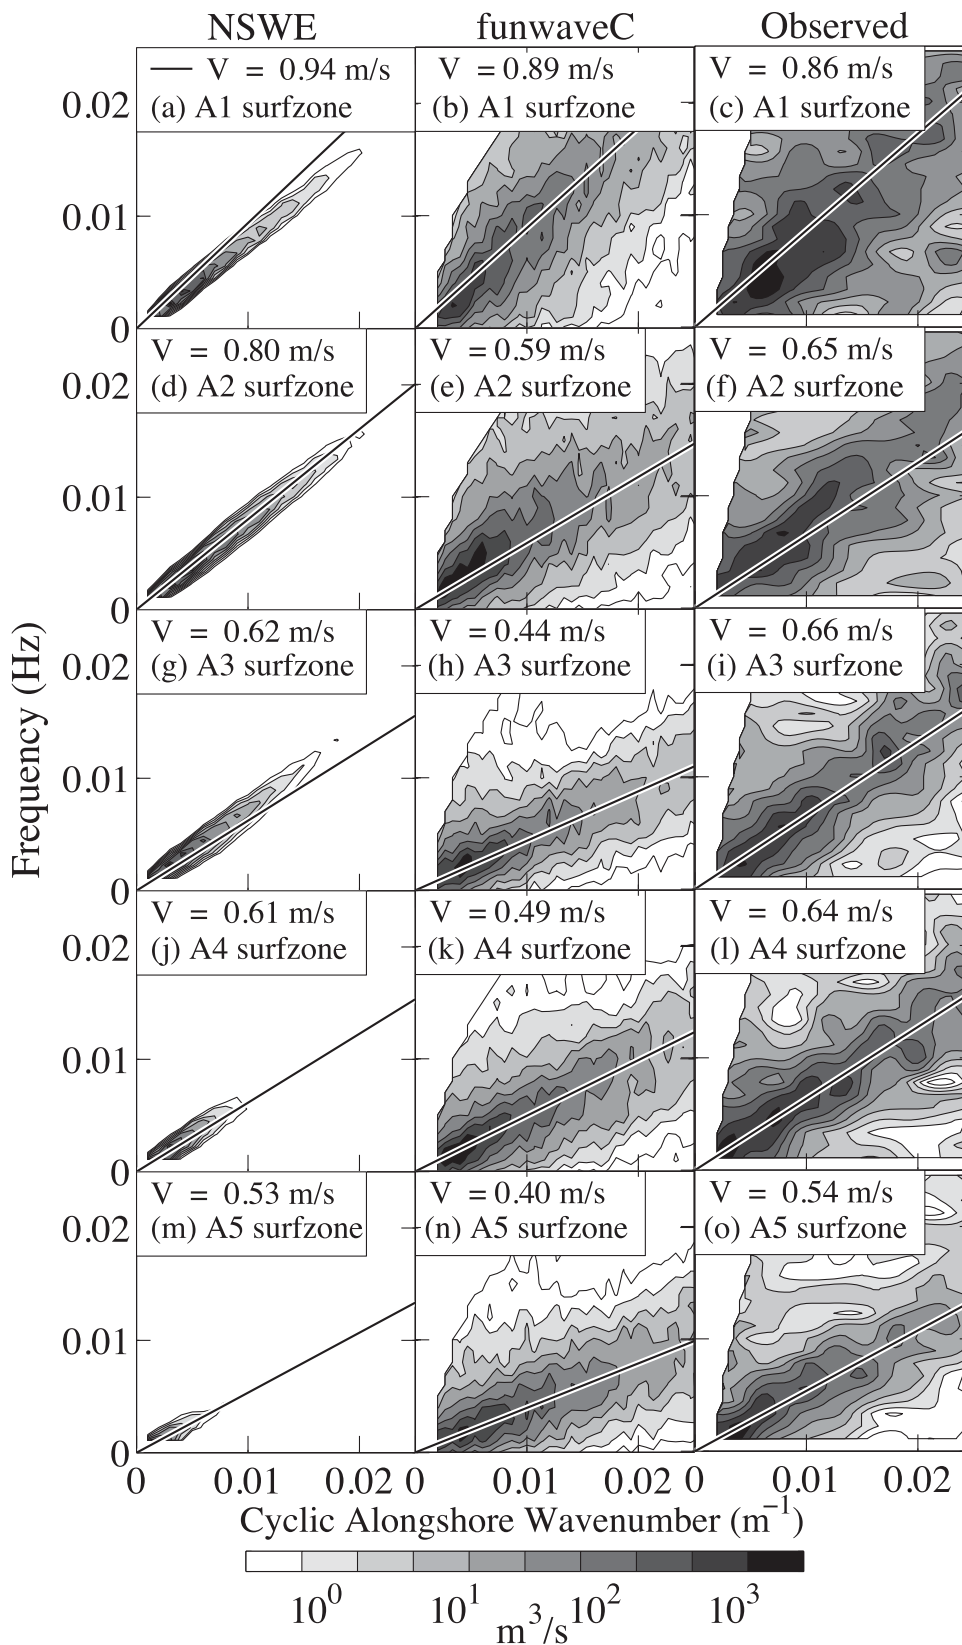 NSWE funwaveC Observed
V = 0.94 m/s V = 0.89 m/s V = 0.86 m/s
0.02 (a) A1 surfzone (b) A1 surfzone (c) A1 surfzone
0.01
0
V = 0.80 m/s V = 0.59 m/s V = 0.65 m/s
0.02 (d) A2 surfzone (e) A2 surfzone (f) A2 surfzone
0.01
0
V = 0.62 m/s V = 0.44 m/s V = 0.66 m/s
0.02 (g) A3 surfzone (h) A3 surfzone (i) A3 surfzone
Frequency (Hz)
0.01
0
V = 0.61 m/s V = 0.49 m/s V = 0.64 m/s
0.02 (j) A4 surfzone (k) A4 surfzone (l) A4 surfzone
0.01
0
V = 0.53 m/s V = 0.40 m/s V = 0.54 m/s
0.02 (m) A5 surfzone (n) A5 surfzone (o) A5 surfzone
0.01
0
0 0.01 0.02 0 0.01 0.02 0 0.01 0.02
Cyclic Alongshore Wavenumber (m⁻¹)
10⁰ 10¹ 10² 10³
m³/s